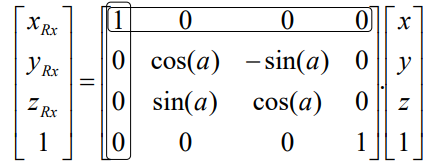 x_Rx 1 0 0 0 x
y_Rx 0 cos(a) −sin(a) 0 y
z_Rx = 0 sin(a) cos(a) 0 . z
1 0 0 0 1 1